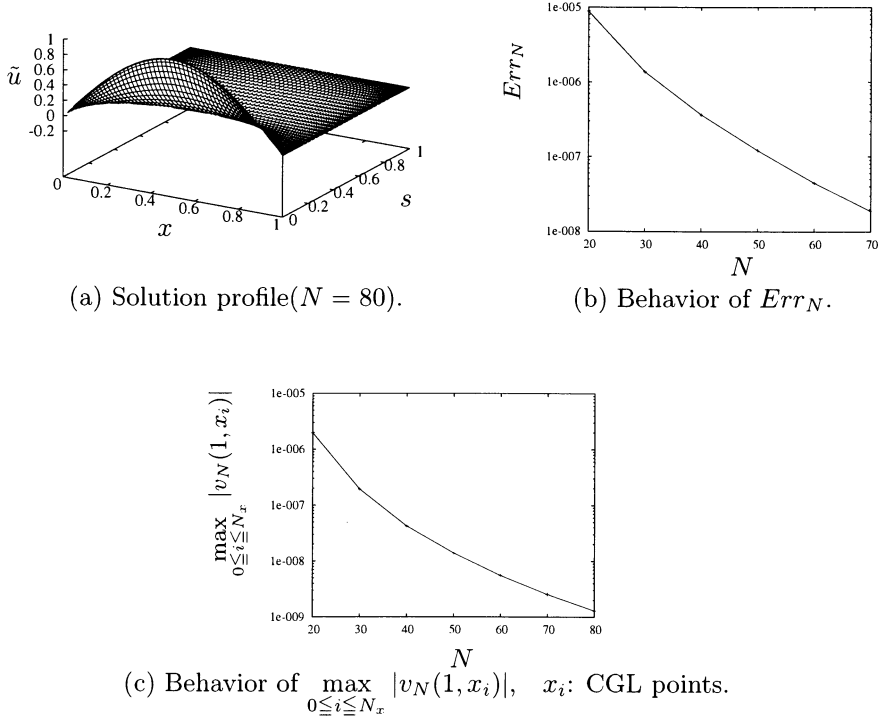 1
0.8
0.6
0.4
0.2
0
-0.2
ũ
0
0.2
0.4
0.6
0.8
1
x
0
0.2
0.4
0.6
0.8
1
s
(a) Solution profile(N = 80).
1e-005
1e-006
1e-007
1e-008
Err_N
20 30 40 50 60 70
N
(b) Behavior of Err_N.
1e-005
1e-006
1e-007
1e-008
1e-009
max_{0≦i≦N_x} |v_N(1, x_i)|
20 30 40 50 60 70 80
N
(c) Behavior of max_{0≦i≦N_x} |v_N(1, x_i)|, x_i: CGL points.